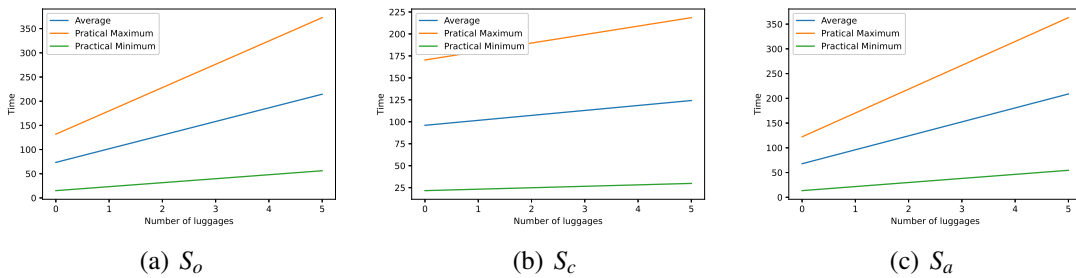 Average
Pratical Maximum
Practical Minimum
350
300
250
200
150
100
50
0
Time
0 1 2 3 4 5
Number of luggages
(a) S_o
225
200
175
150
125
100
75
50
25
Time
Average
Pratical Maximum
Practical Minimum
0 1 2 3 4 5
Number of luggages
(b) S_c
350
300
250
200
150
100
50
0
Time
Average
Pratical Maximum
Practical Minimum
0 1 2 3 4 5
Number of luggages
(c) S_a